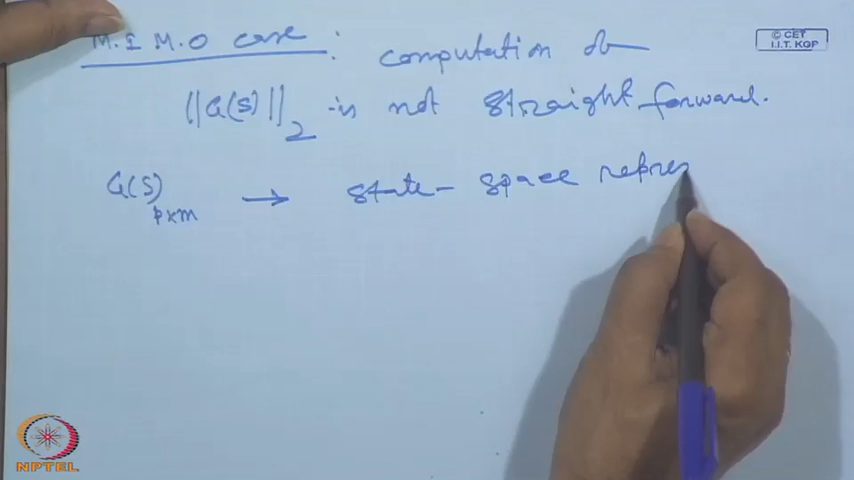 M.I M.O case : computation of
||G(s)||2 is not straight forward.
© CET
I.I.T. KGP
G(s) p×m → state-space repres
NPTEL